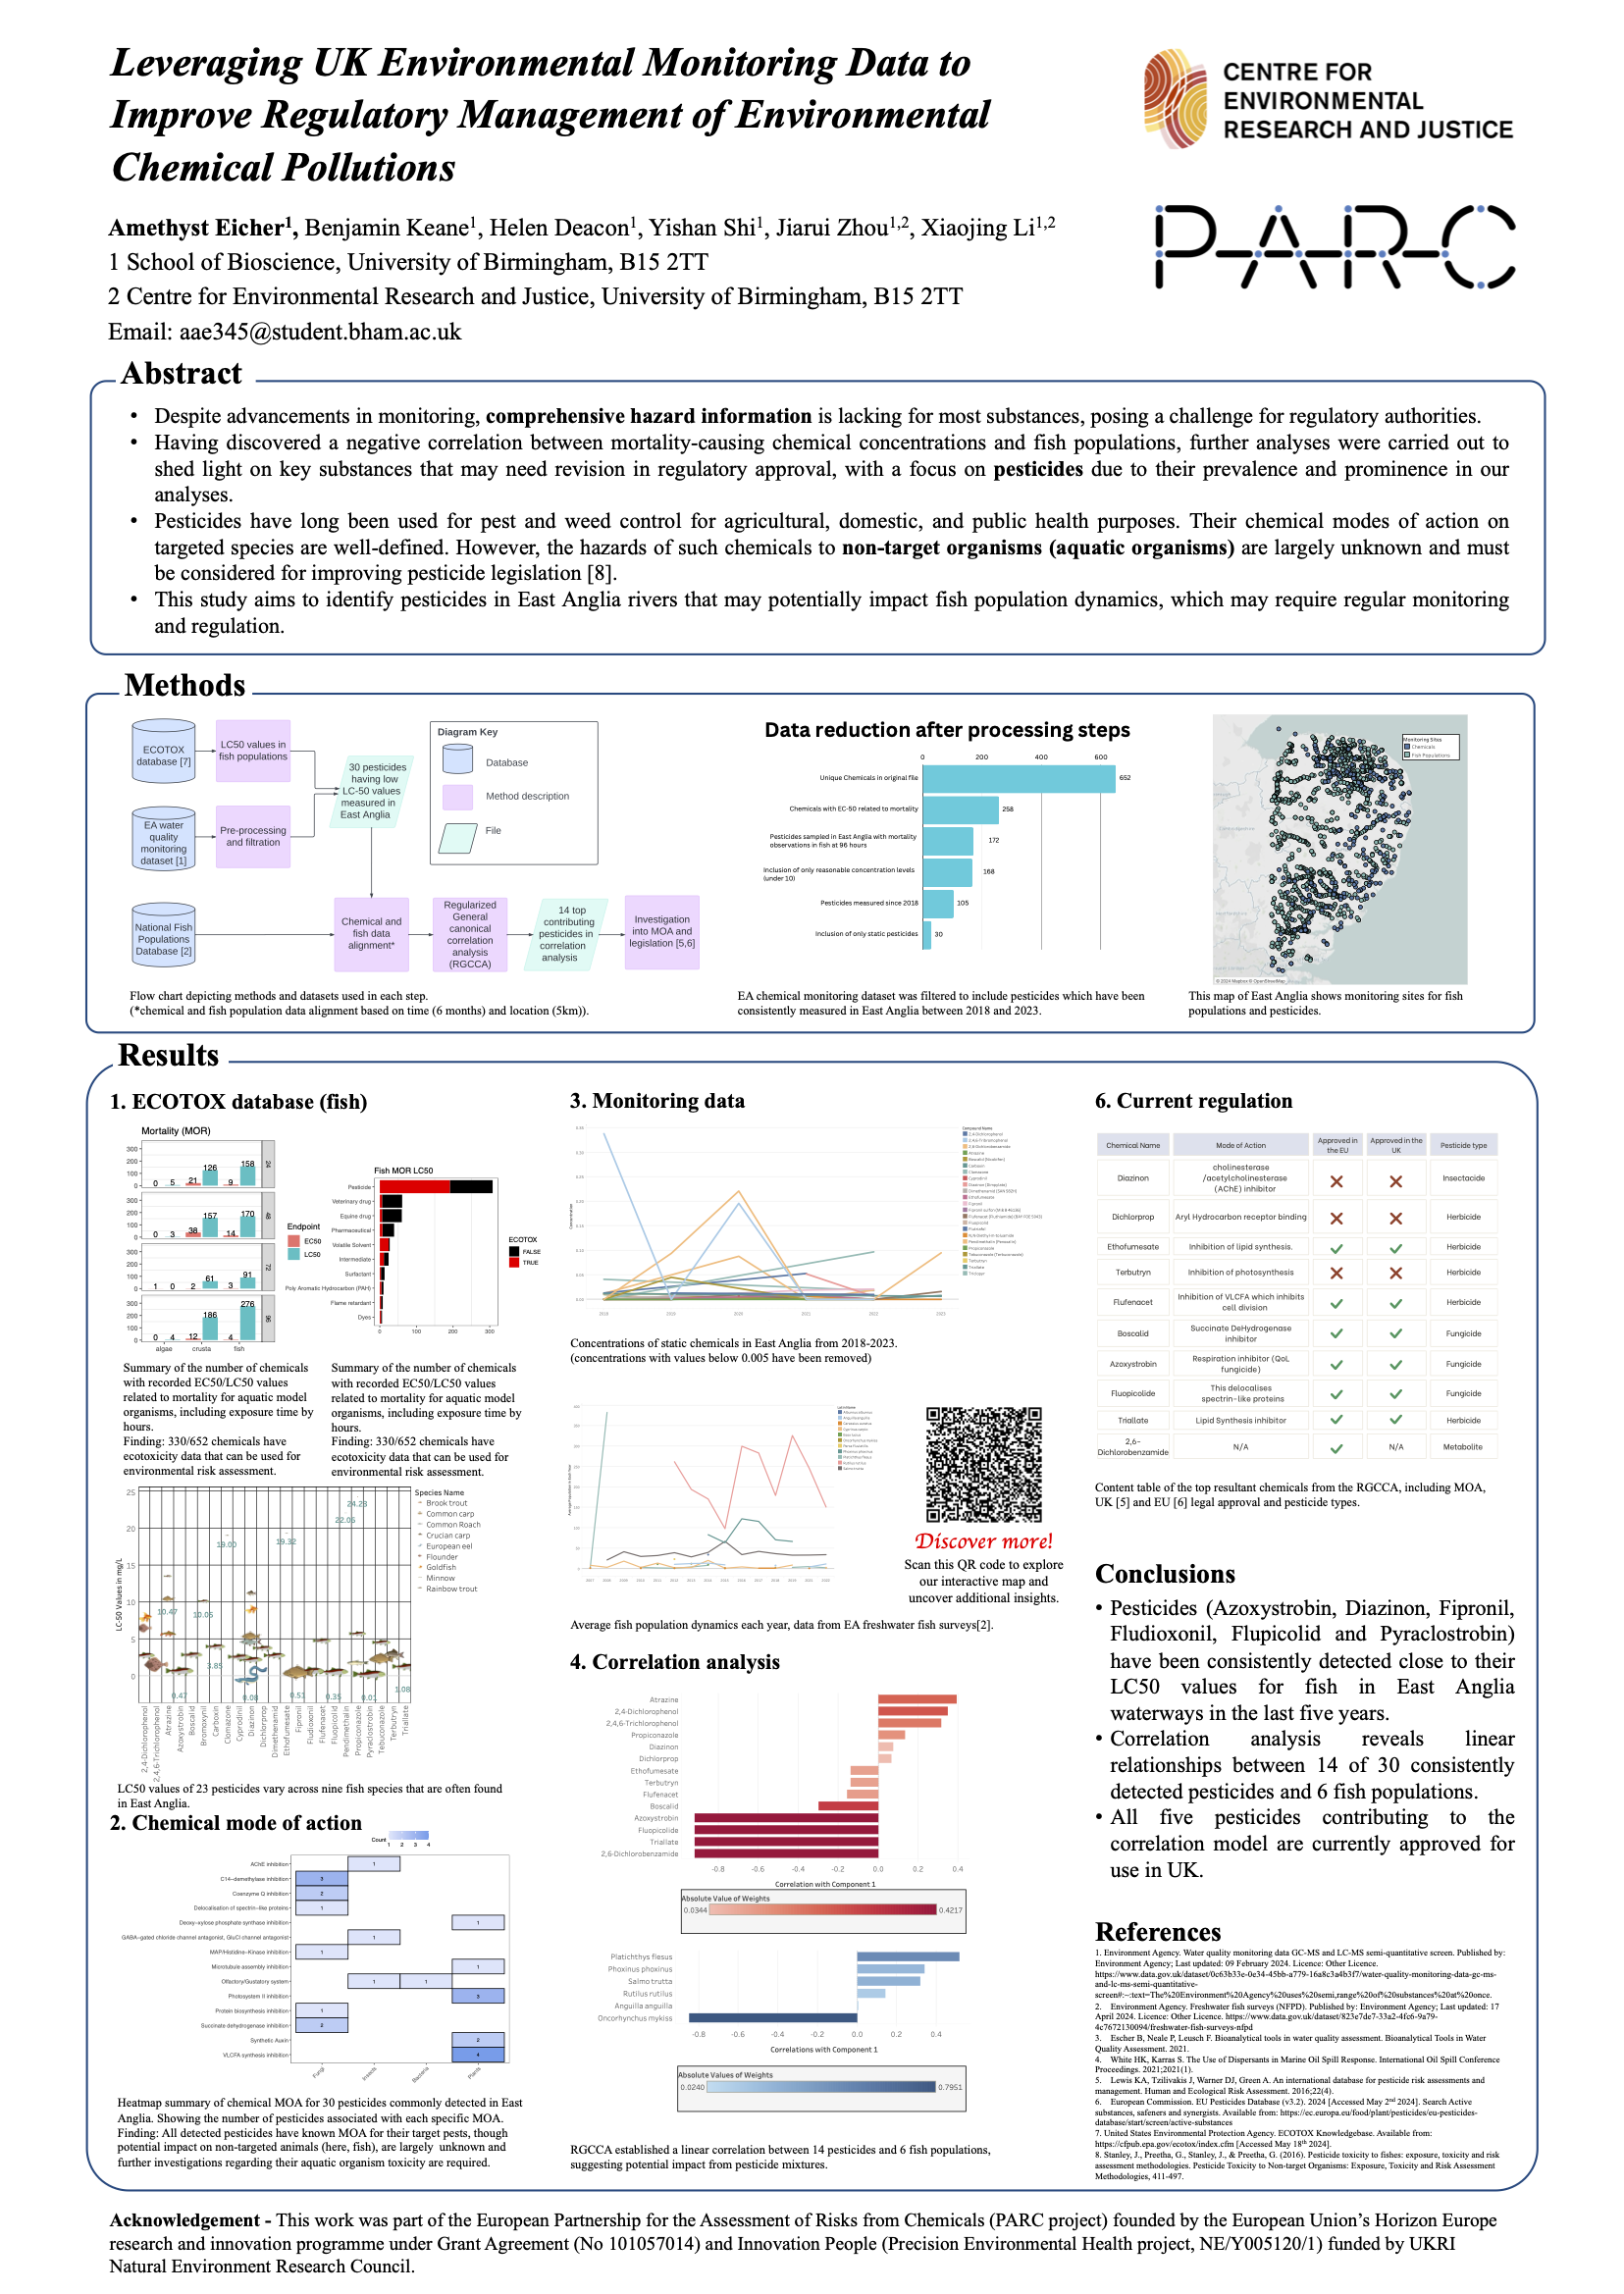 Leveraging UK Environmental Monitoring Data to
Improve Regulatory Management of Environmental
Chemical Pollutions
CENTRE FOR
ENVIRONMENTAL
RESEARCH AND JUSTICE
PARC
Amethyst Eicher1, Benjamin Keane1, Helen Deacon1, Yishan Shi1, Jiarui Zhou1,2, Xiaojing Li1,2
1 School of Bioscience, University of Birmingham, B15 2TT
2 Centre for Environmental Research and Justice, University of Birmingham, B15 2TT
Email: aae345@student.bham.ac.uk
Abstract
• Despite advancements in monitoring, comprehensive hazard information is lacking for most substances, posing a challenge for regulatory authorities.
• Having discovered a negative correlation between mortality-causing chemical concentrations and fish populations, further analyses were carried out to
shed light on key substances that may need revision in regulatory approval, with a focus on pesticides due to their prevalence and prominence in our
analyses.
• Pesticides have long been used for pest and weed control for agricultural, domestic, and public health purposes. Their chemical modes of action on
targeted species are well-defined. However, the hazards of such chemicals to non-target organisms (aquatic organisms) are largely unknown and must
be considered for improving pesticide legislation [8].
• This study aims to identify pesticides in East Anglia rivers that may potentially impact fish population dynamics, which may require regular monitoring
and regulation.
Methods
ECOTOX
database [7]
LC50 values in
fish populations
EA water
quality
monitoring
dataset [1]
Pre-processing
and filtration
30 pesticides
having low
LC-50 values
measured in
East Anglia
Diagram Key
Database
Method description
File
National Fish
Populations
Database [2]
Chemical and
fish data
alignment*
Regularized
General
canonical
correlation
analysis
(RGCCA)
14 top
contributing
pesticides in
correlation
analysis
Investigation
into MOA and
legislation [5,6]
Flow chart depicting methods and datasets used in each step.
(*chemical and fish population data alignment based on time (6 months) and location (5km)).
Data reduction after processing steps
0 200 400 600
Unique Chemicals in original file 652
Chemicals with EC-50 related to mortality 258
Pesticides sampled in East Anglia with mortality
observations in fish at 96 hours 172
Inclusion of only reasonable concentration levels
(under 10) 168
Pesticides measured since 2018 105
Inclusion of only static pesticides 30
EA chemical monitoring dataset was filtered to include pesticides which have been
consistently measured in East Anglia between 2018 and 2023.
Monitoring Sites
Chemicals
Fish Populations
© 2024 Mapbox © OpenStreetMap
This map of East Anglia shows monitoring sites for fish
populations and pesticides.
Results
1. ECOTOX database (fish)
Mortality (MOR)
300
200
100
0
0 5 21 126 9 158
24
300
200
100
0
0 3 38 157 14 170
48
300
200
100
0
1 0 2 61 3 91
72
300
200
100
0
0 4 12 186 4 276
96
algae crusta fish
Endpoint
EC50
LC50
Fish MOR LC50
Pesticide
Veterinary drug
Equine drug
Pharmaceutical
Volatile Solvent
Intermediate
Surfactant
Poly Aromatic Hydrocarbon (PAH)
Flame retardant
Dyes
0 100 200 300
ECOTOX
FALSE
TRUE
Summary of the number of chemicals
with recorded EC50/LC50 values
related to mortality for aquatic model
organisms, including exposure time by
hours.
Finding: 330/652 chemicals have
ecotoxicity data that can be used for
environmental risk assessment.
Summary of the number of chemicals
with recorded EC50/LC50 values
related to mortality for aquatic model
organisms, including exposure time by
hours.
Finding: 330/652 chemicals have
ecotoxicity data that can be used for
environmental risk assessment.
LC-50 Values in mg/L
25
20
15
10
5
0
24.28
22.05
19.00
19.32
10.47
10.05
3.85
0.47
0.08
0.51
0.35
0.01
1.08
Species Name
Brook trout
Common carp
Common Roach
Crucian carp
European eel
Flounder
Goldfish
Minnow
Rainbow trout
2,4-Dichlorophenol
2,4,6-Trichlorophenol
Atrazine
Azoxystrobin
Boscalid
Bromoxynil
Carboxin
Clomazone
Cyprodinil
Diazinon
Dichlorprop
Dimethenamid
Ethofumesate
Fipronil
Fludioxonil
Flufenacet
Fluopicolid
Pendimethalin
Propiconazole
Pyraclostrobin
Tebuconazole
Terbutryn
Triallate
LC50 values of 23 pesticides vary across nine fish species that are often found
in East Anglia.
2. Chemical mode of action
Count
1 2 3 4
AChE inhibition 1
C14-demethylase inhibition 3
Coenzyme Q inhibition 2
Delocalisation of spectrin-like proteins 1
Deoxy-xylose phosphate synthase inhibition 1
GABA-gated chloride channel antagonist, GluCl channel antagonist 1
MAP/Histidine-Kinase inhibition 1
Microtubule assembly inhibition 1
Olfactory/Gustatory system 1 1
Photosystem II inhibition 3
Protein biosynthesis inhibition 1
Succinate dehydrogenase inhibition 2
Synthetic Auxin 2
VLCFA synthesis inhibition 4
Fungi
Insects
Bacteria
Plants
Heatmap summary of chemical MOA for 30 pesticides commonly detected in East
Anglia. Showing the number of pesticides associated with each specific MOA.
Finding: All detected pesticides have known MOA for their target pests, though
potential impact on non-targeted animals (here, fish), are largely unknown and
further investigations regarding their aquatic organism toxicity are required.
3. Monitoring data
Compound Name
Concentration
2018 2019 2020 2021 2022 2023
Concentrations of static chemicals in East Anglia from 2018-2023.
(concentrations with values below 0.005 have been removed)
Discover more!
Scan this QR code to explore
our interactive map and
uncover additional insights.
Average fish population dynamics each year, data from EA freshwater fish surveys[2].
4. Correlation analysis
Atrazine
2,4-Dichlorophenol
2,4,6-Trichlorophenol
Propiconazole
Diazinon
Dichlorprop
Ethofumesate
Terbutryn
Flufenacet
Boscalid
Azoxystrobin
Fluopicolide
Triallate
2,6-Dichlorobenzamide
-0.8 -0.6 -0.4 -0.2 0.0 0.2 0.4
Correlation with Component 1
Absolute Value of Weights
0.0344 0.4217
Platichthys flesus
Phoxinus phoxinus
Salmo trutta
Rutilus rutilus
Anguilla anguilla
Oncorhynchus mykiss
-0.8 -0.6 -0.4 -0.2 0.0 0.2 0.4
Correlations with Component 1
Absolute Values of Weights
0.0240 0.7951
RGCCA established a linear correlation between 14 pesticides and 6 fish populations,
suggesting potential impact from pesticide mixtures.
6. Current regulation
Chemical Name Mode of Action Approved in the EU Approved in the UK Pesticide type
Diazinon cholinesterase /acetylcholinesterase (AChE) inhibitor Insectacide
Dichlorprop Aryl Hydrocarbon receptor binding Herbicide
Ethofumesate Inhibition of lipid synthesis. Herbicide
Terbutryn Inhibition of photosynthesis Herbicide
Flufenacet Inhibition of VLCFA which inhibits cell division Herbicide
Boscalid Succinate DeHydrogenase inhibitor Fungicide
Azoxystrobin Respiration inhibitor (QoL fungicide) Fungicide
Fluopicolide This delocalises spectrin-like proteins Fungicide
Triallate Lipid Synthesis inhibitor Herbicide
2,6-Dichlorobenzamide N/A N/A Metabolite
Content table of the top resultant chemicals from the RGCCA, including MOA,
UK [5] and EU [6] legal approval and pesticide types.
Conclusions
• Pesticides (Azoxystrobin, Diazinon, Fipronil,
Fludioxonil, Flupicolid and Pyraclostrobin)
have been consistently detected close to their
LC50 values for fish in East Anglia
waterways in the last five years.
• Correlation analysis reveals linear
relationships between 14 of 30 consistently
detected pesticides and 6 fish populations.
• All five pesticides contributing to the
correlation model are currently approved for
use in UK.
References
1. Environment Agency. Water quality monitoring data GC-MS and LC-MS semi-quantitative screen. Published by:
Environment Agency; Last updated: 09 February 2024. Licence: Other Licence.
https://www.data.gov.uk/dataset/0c63b33e-0e34-45bb-a779-16a8c3a4b3f7/water-quality-monitoring-data-gc-ms-
and-lc-ms-semi-quantitative-
screen#:~:text=The%20Environment%20Agency%20uses%20semi,range%20of%20substances%20at%20once.
2. Environment Agency. Freshwater fish surveys (NFPD). Published by: Environment Agency; Last updated: 17
April 2024. Licence: Other Licence. https://www.data.gov.uk/dataset/823e7de7-33a2-4fc6-9a79-
4c7672130094/freshwater-fish-surveys-nfpd
3. Escher B, Neale P, Leusch F. Bioanalytical tools in water quality assessment. Bioanalytical Tools in Water
Quality Assessment. 2021.
4. White HK, Karras S. The Use of Dispersants in Marine Oil Spill Response. International Oil Spill Conference
Proceedings. 2021;2021(1).
5. Lewis KA, Tzilivakis J, Warner DJ, Green A. An international database for pesticide risk assessments and
management. Human and Ecological Risk Assessment. 2016;22(4).
6. European Commission. EU Pesticides Database (v3.2). 2024 [Accessed May 2nd 2024]. Search Active
substances, safeners and synergists. Available from: https://ec.europa.eu/food/plant/pesticides/eu-pesticides-
database/start/screen/active-substances
7. United States Environmental Protection Agency. ECOTOX Knowledgebase. Available from:
https://cfpub.epa.gov/ecotox/index.cfm [Accessed May 18th 2024].
8. Stanley, J., Preetha, G., Stanley, J., & Preetha, G. (2016). Pesticide toxicity to fishes: exposure, toxicity and risk
assessment methodologies. Pesticide Toxicity to Non-target Organisms: Exposure, Toxicity and Risk Assessment
Methodologies, 411-497.
Acknowledgement - This work was part of the European Partnership for the Assessment of Risks from Chemicals (PARC project) founded by the European Union’s Horizon Europe
research and innovation programme under Grant Agreement (No 101057014) and Innovation People (Precision Environmental Health project, NE/Y005120/1) funded by UKRI
Natural Environment Research Council.